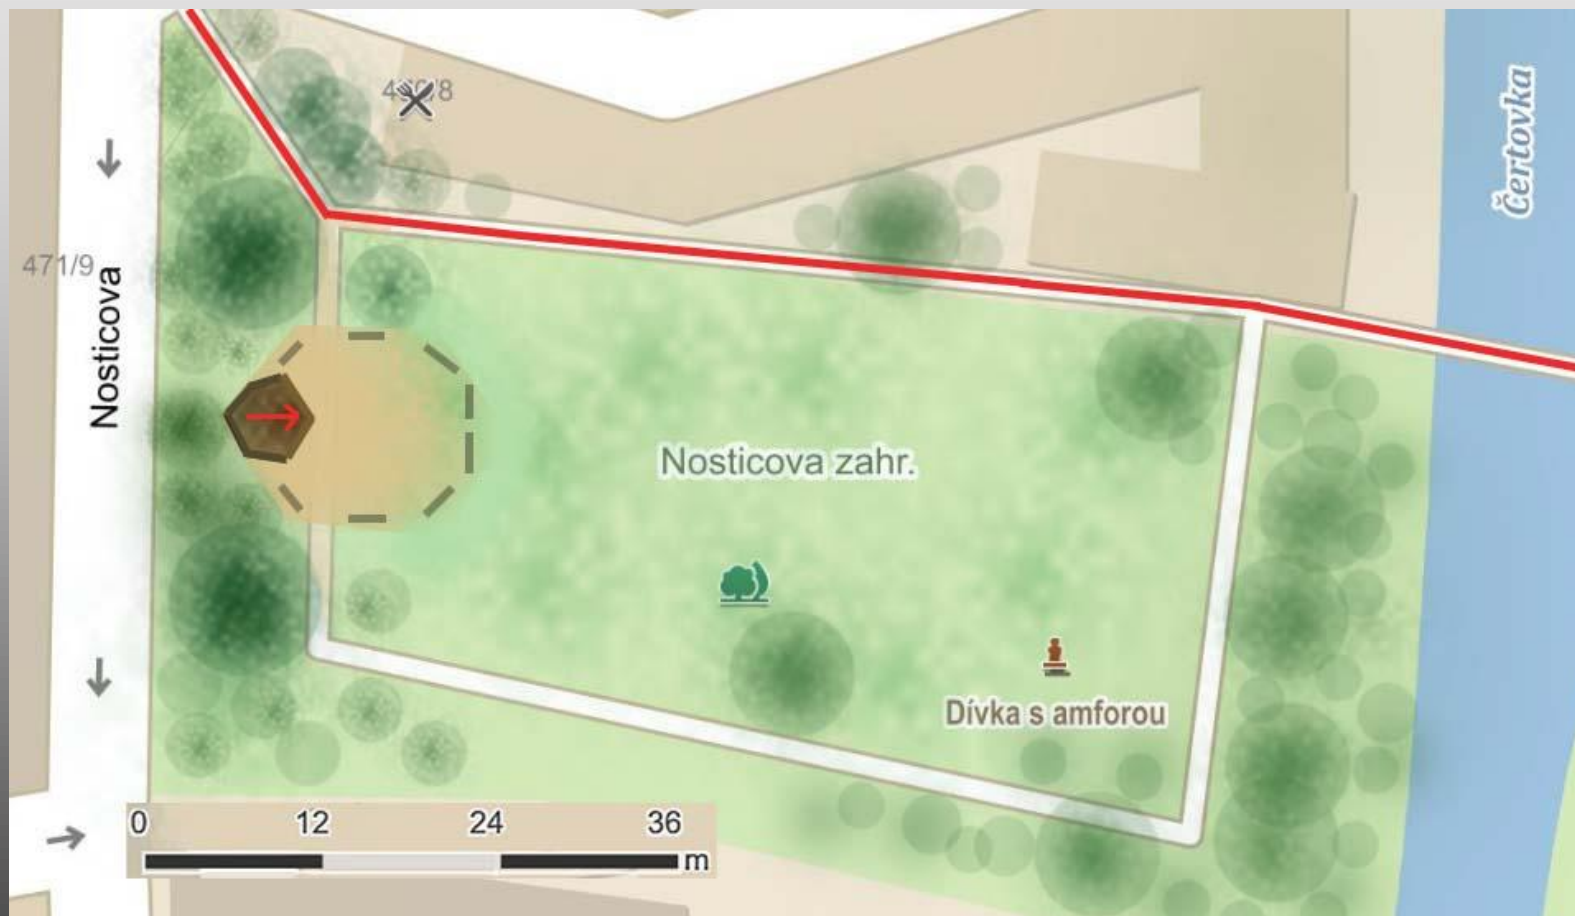 Čertovka
471/9
Nosticova
Nosticova zahr.
Dívka s amforou
0 12 24 36
m